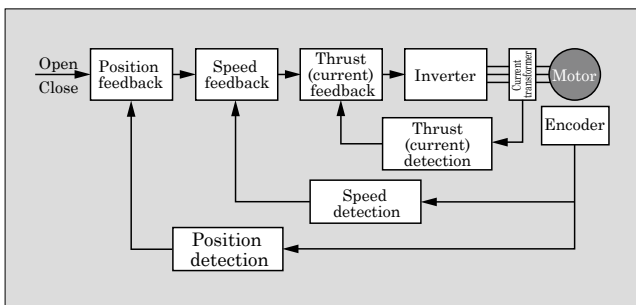 Open
Close
Position
feedback
Speed
feedback
Thrust
(current)
feedback
Inverter
Current
transformer
Motor
Encoder
Thrust
(current)
detection
Speed
detection
Position
detection